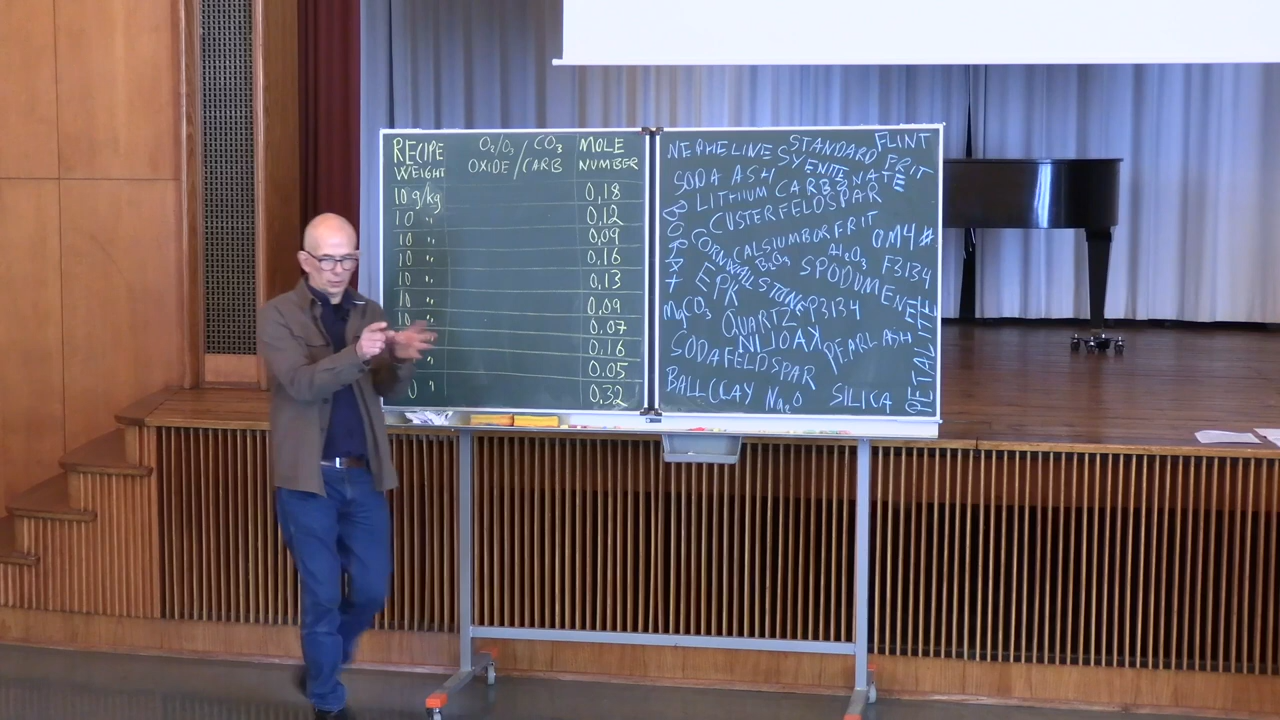 RECIPE WEIGHT O₂/O₃ OXIDE / CO₃ CARB MOLE NUMBER
10 g/kg 0,18
10 " 0,12
10 " 0,09
10 " 0,16
10 " 0,13
10 " 0,09
10 " 0,07
" 0,16
" 0,05
0 " 0,32
NEPHELINE SYENITE
STANDARD FRIT
FLINT
SODA ASH
LITHIUM CARBONATE
CUSTER FELDSPAR
BORAX
CALSIUMBOR FRIT
OM4 #
CORNWALL STONE
B₂O₃
Al₂O₃
F3134
SPODUMENE
EPK
MgCO₃
P3134
QUARTZ
KAOLIN
PEARL ASH
SODA FELDSPAR
PETALITE
BALL CLAY
Na₂O
SILICA